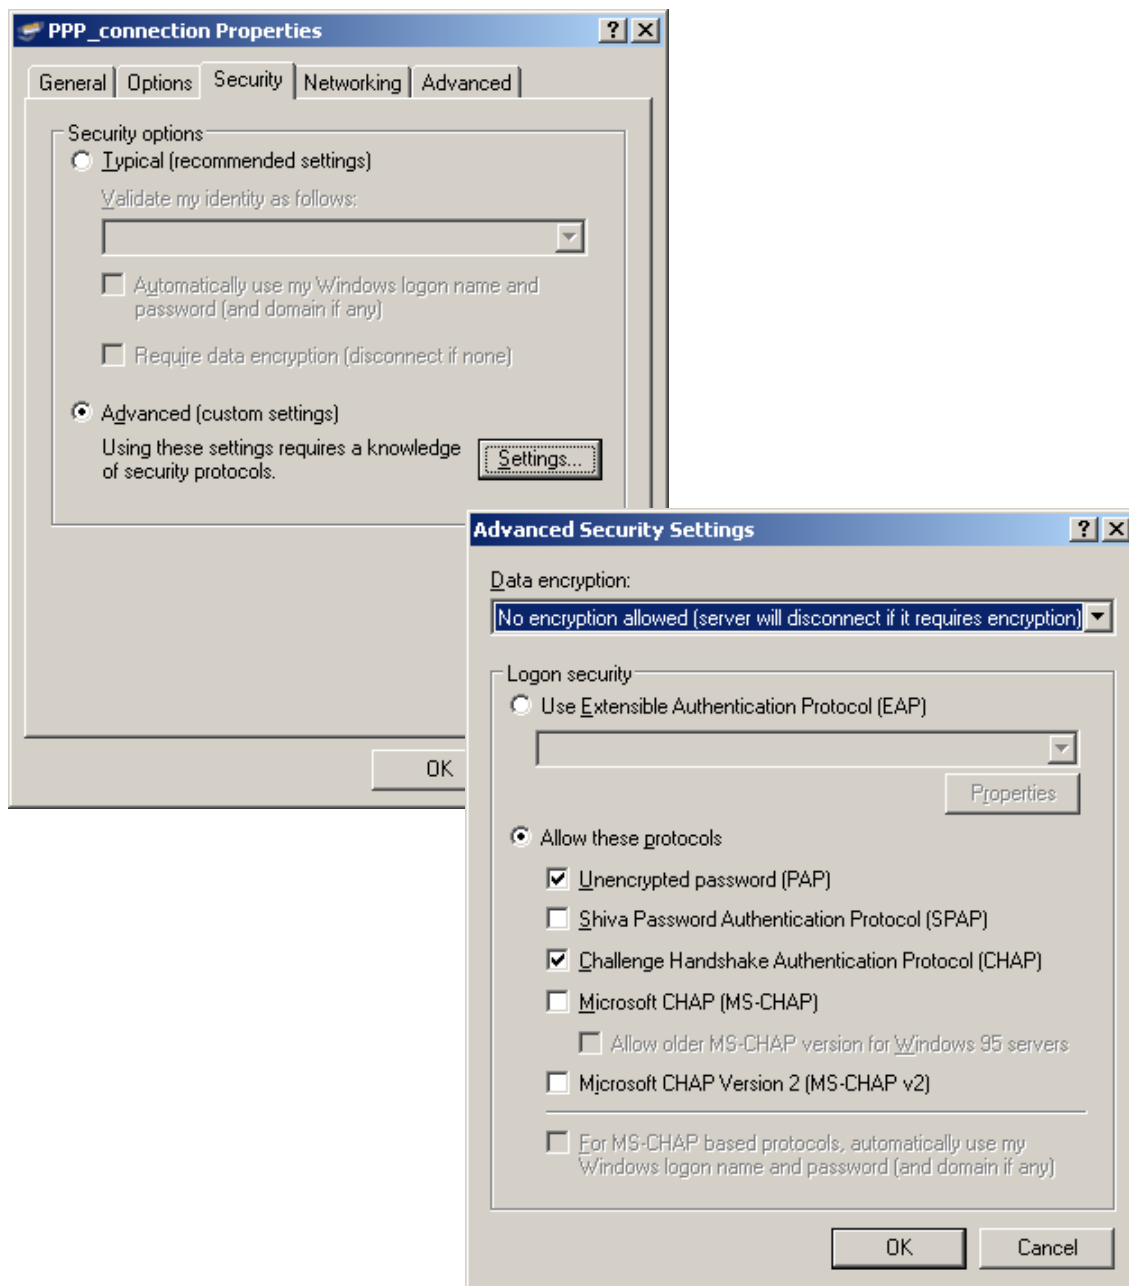 PPP_connection Properties
General Options Security Networking Advanced
Security options
Typical (recommended settings)
Validate my identity as follows:
Automatically use my Windows logon name and
password (and domain if any)
Require data encryption (disconnect if none)
Advanced (custom settings)
Using these settings requires a knowledge
of security protocols.
Settings...
OK
Advanced Security Settings
Data encryption:
No encryption allowed (server will disconnect if it requires encryption)
Logon security
Use Extensible Authentication Protocol (EAP)
Properties
Allow these protocols
Unencrypted password (PAP)
Shiva Password Authentication Protocol (SPAP)
Challenge Handshake Authentication Protocol (CHAP)
Microsoft CHAP (MS-CHAP)
Allow older MS-CHAP version for Windows 95 servers
Microsoft CHAP Version 2 (MS-CHAP v2)
For MS-CHAP based protocols, automatically use my
Windows logon name and password (and domain if any)
OK Cancel